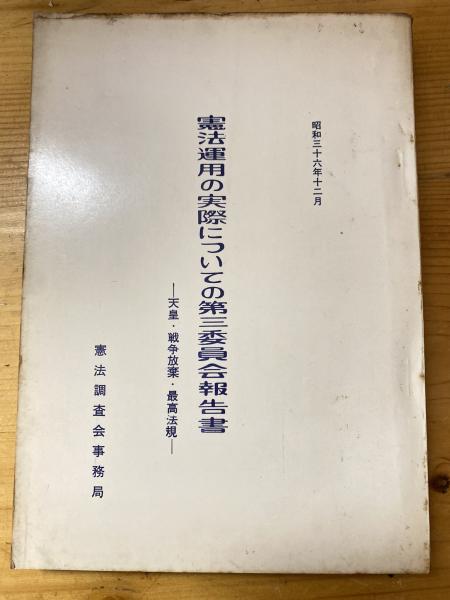 昭和三十六年十二月
憲法運用の実際についての第三委員会報告書
―天皇・戦争放棄・最高法規―
憲法調査会事務局